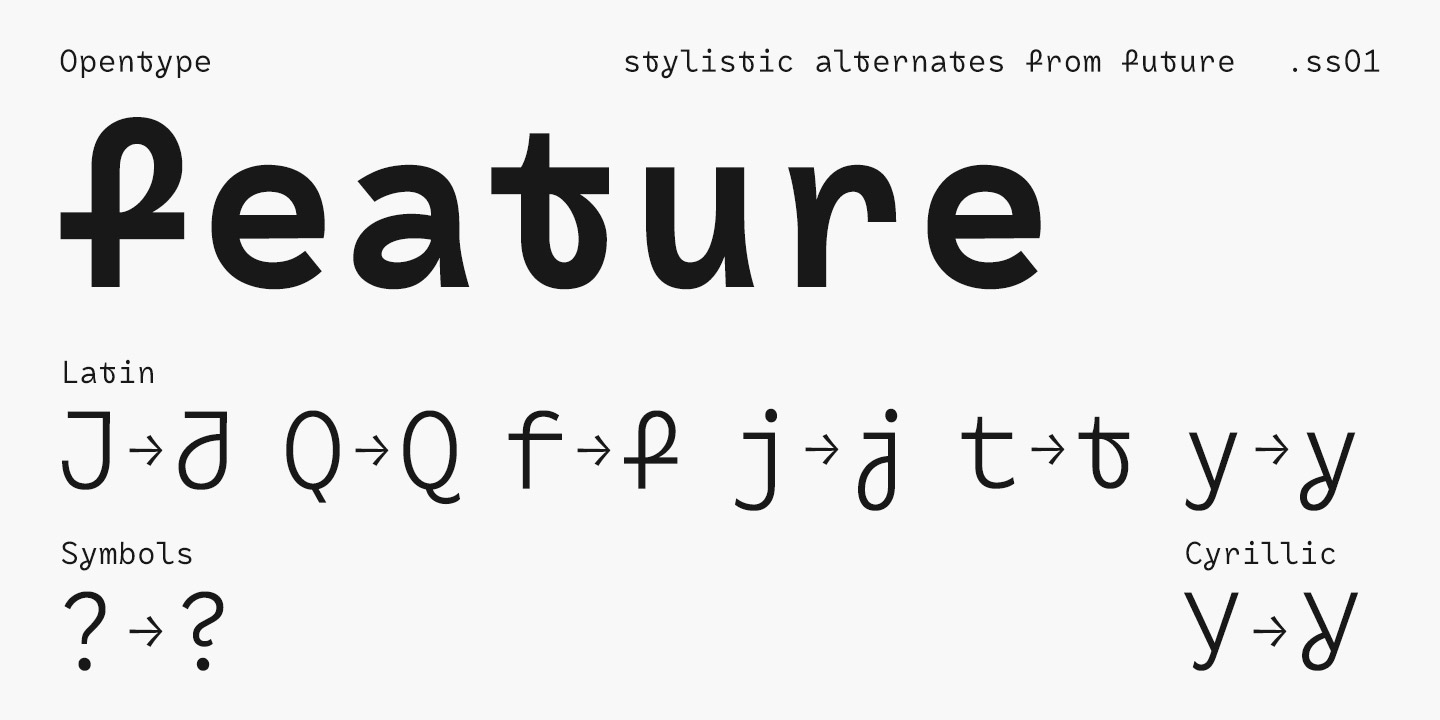 Opentype stylistic alternates from future .ss01
feature
Latin
J→J Q→Q f→f j→j t→t y→y
Symbols Cyrillic
?→? У→У